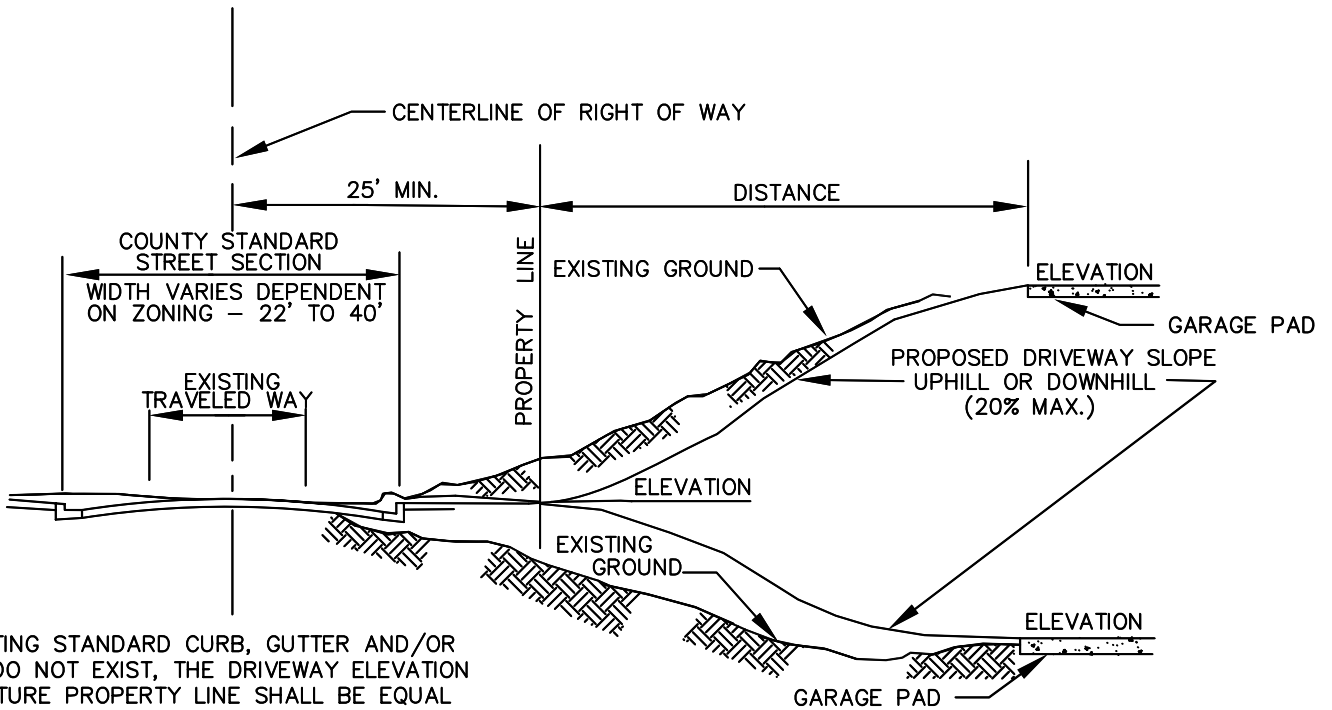 CENTERLINE OF RIGHT OF WAY
25' MIN.
DISTANCE
COUNTY STANDARD
STREET SECTION
WIDTH VARIES DEPENDENT
ON ZONING – 22' TO 40'
PROPERTY LINE
EXISTING GROUND
ELEVATION
GARAGE PAD
PROPOSED DRIVEWAY SLOPE
UPHILL OR DOWNHILL
(20% MAX.)
EXISTING
TRAVELED WAY
ELEVATION
EXISTING
GROUND
ELEVATION
GARAGE PAD
TING STANDARD CURB, GUTTER AND/OR
DO NOT EXIST, THE DRIVEWAY ELEVATION
TURE PROPERTY LINE SHALL BE EQUAL